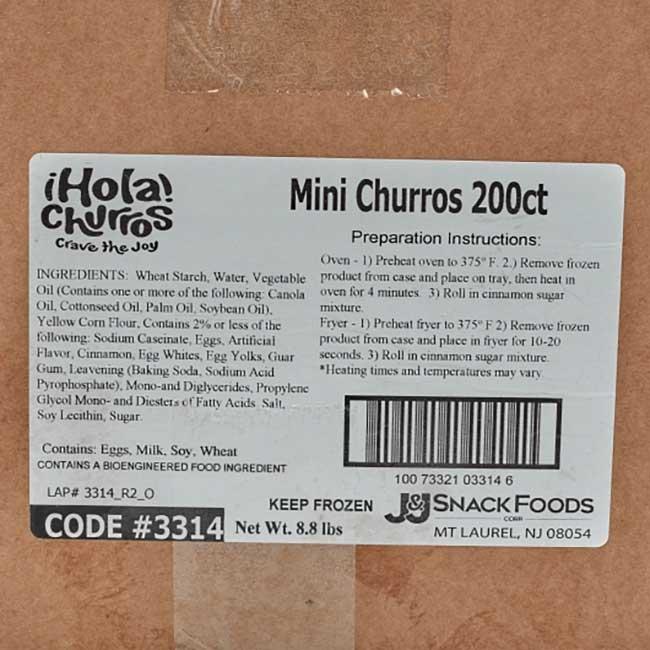 ¡Hola!
Churros
Crave the Joy
Mini Churros 200ct
INGREDIENTS: Wheat Starch, Water, Vegetable
Oil (Contains one or more of the following: Canola
Oil, Cottonseed Oil, Palm Oil, Soybean Oil),
Yellow Corn Flour, Contains 2% or less of the
following: Sodium Caseinate, Eggs, Artificial
Flavor, Cinnamon, Egg Whites, Egg Yolks, Guar
Gum, Leavening (Baking Soda, Sodium Acid
Pyrophosphate), Mono-and Diglycerides, Propylene
Glycol Mono- and Diesters of Fatty Acids, Salt,
Soy Lecithin, Sugar.
Contains: Eggs, Milk, Soy, Wheat
CONTAINS A BIOENGINEERED FOOD INGREDIENT
LAP# 3314_R2_O
CODE #3314
Preparation Instructions:
Oven - 1) Preheat oven to 375° F. 2.) Remove frozen
product from case and place on tray, then heat in
oven for 4 minutes. 3) Roll in cinnamon sugar
mixture.
Fryer - 1) Preheat fryer to 375° F 2) Remove frozen
product from case and place in fryer for 10-20
seconds. 3) Roll in cinnamon sugar mixture.
*Heating times and temperatures may vary.
100 73321 03314 6
KEEP FROZEN
Net Wt. 8.8 lbs
J&J SNACK FOODS
CORP
MT LAUREL, NJ 08054